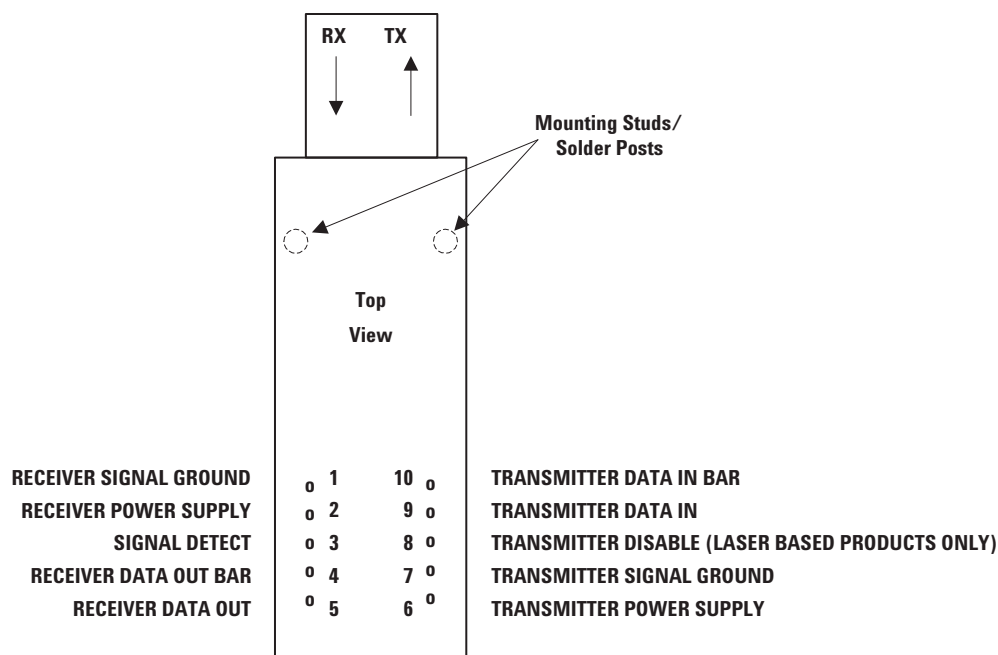 RX TX
Mounting Studs/
Solder Posts
Top
View
RECEIVER SIGNAL GROUND o 1 10 o TRANSMITTER DATA IN BAR
RECEIVER POWER SUPPLY o 2 9 o TRANSMITTER DATA IN
SIGNAL DETECT o 3 8 o TRANSMITTER DISABLE (LASER BASED PRODUCTS ONLY)
RECEIVER DATA OUT BAR o 4 7 o TRANSMITTER SIGNAL GROUND
RECEIVER DATA OUT o 5 6 o TRANSMITTER POWER SUPPLY